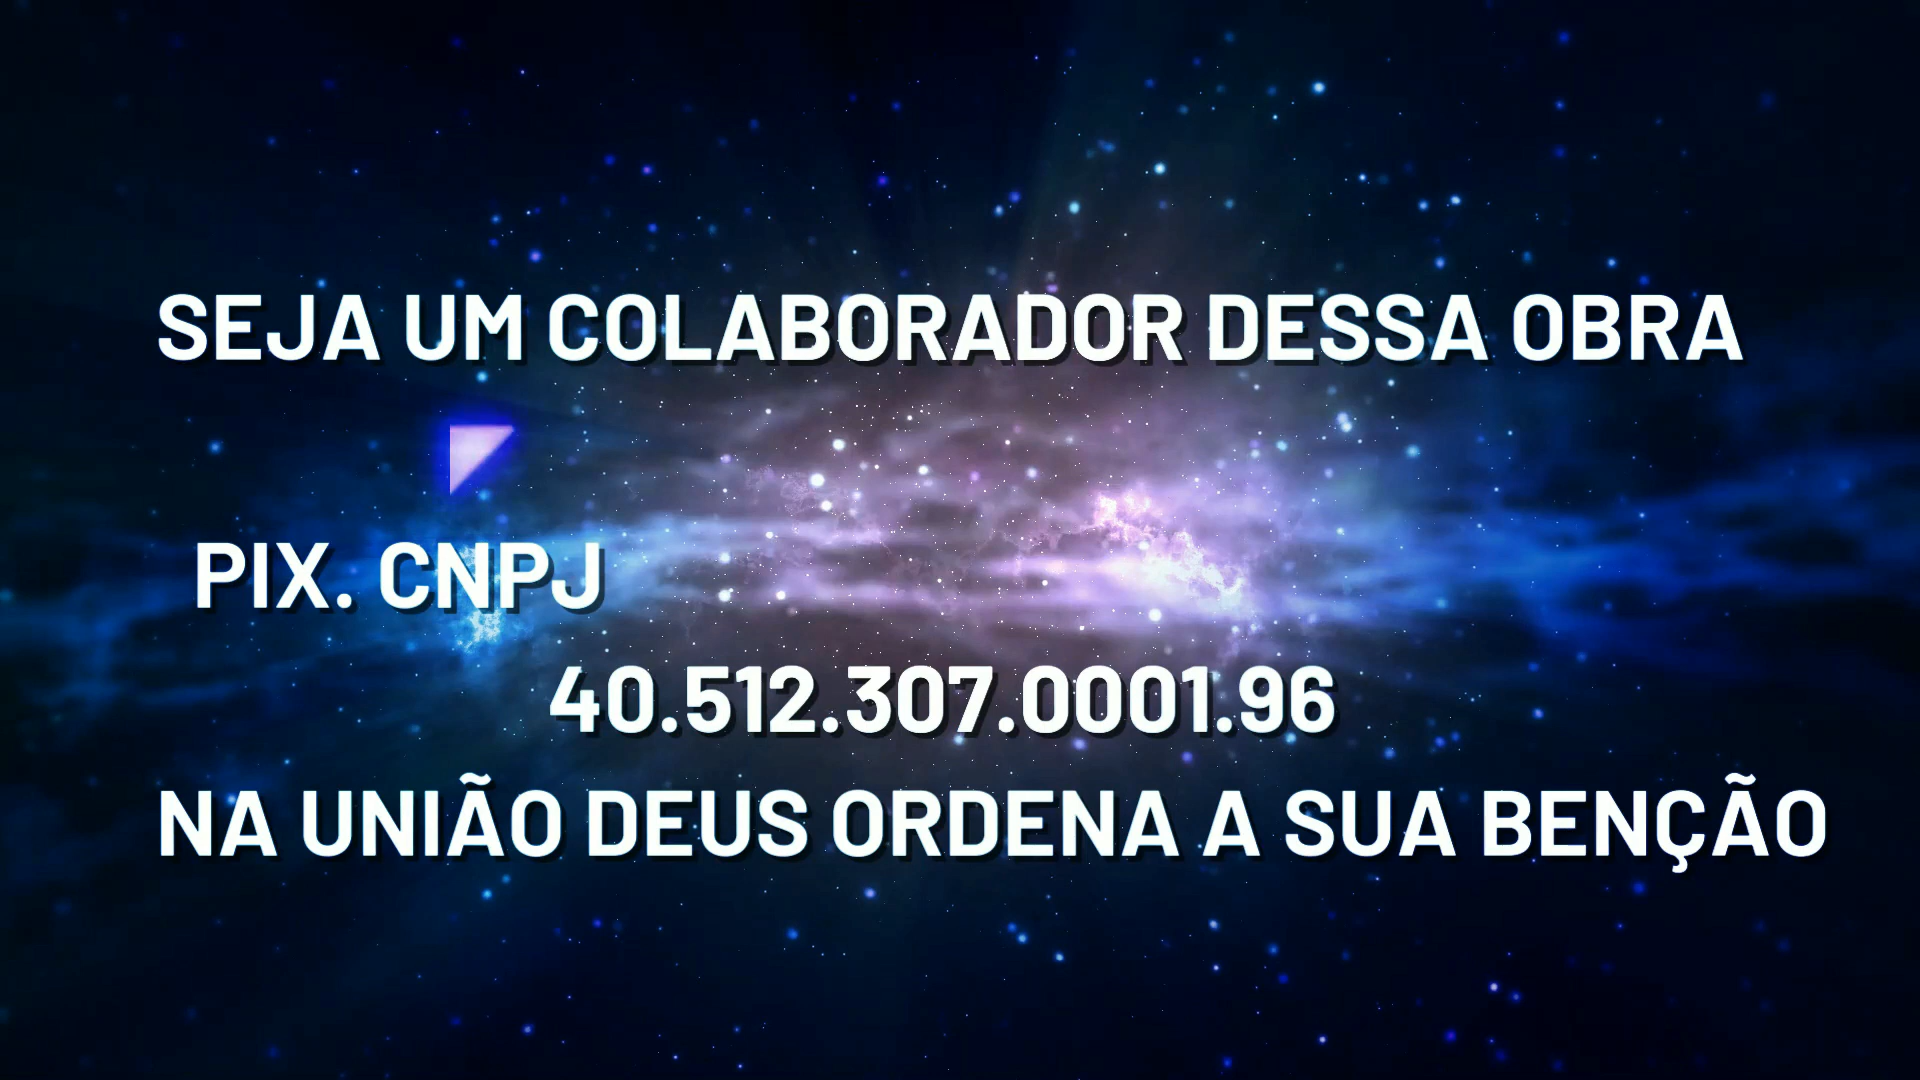 SEJA UM COLABORADOR DESSA OBRA
PIX. CNPJ
40.512.307.0001.96
NA UNIÃO DEUS ORDENA A SUA BENÇÃO